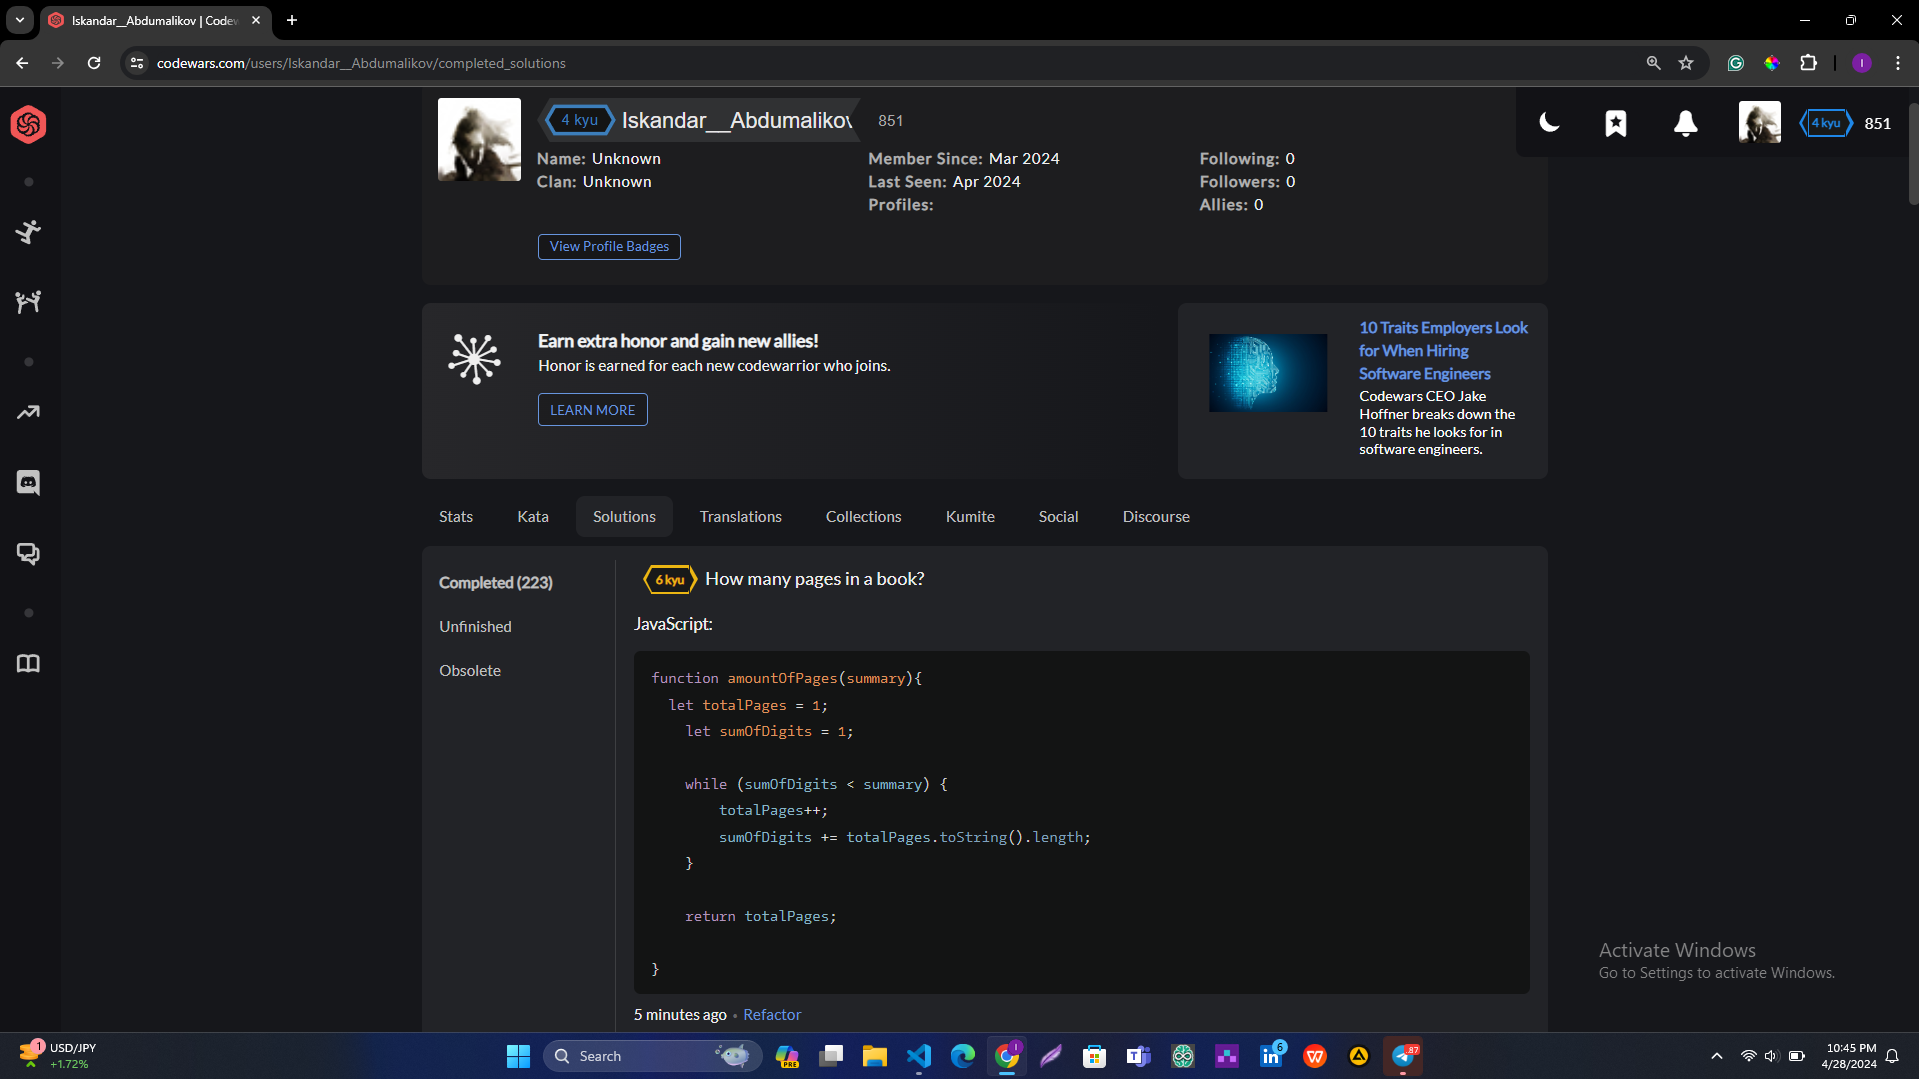 Iskandar__Abdumalikov | Codew
codewars.com/users/Iskandar__Abdumalikov/completed_solutions
I
4 kyu
Iskandar__Abdumalikov
851
4 kyu
851
Name: Unknown
Member Since: Mar 2024
Following: 0
Clan: Unknown
Last Seen: Apr 2024
Followers: 0
Profiles:
Allies: 0
View Profile Badges
Earn extra honor and gain new allies!
Honor is earned for each new codewarrior who joins.
LEARN MORE
10 Traits Employers Look
for When Hiring
Software Engineers
Codewars CEO Jake
Hoffner breaks down the
10 traits he looks for in
software engineers.
Stats
Kata
Solutions
Translations
Collections
Kumite
Social
Discourse
Completed (223)
Unfinished
Obsolete
6 kyu
How many pages in a book?
JavaScript:
function amountOfPages(summary){
let totalPages = 1;
let sumOfDigits = 1;
while (sumOfDigits < summary) {
totalPages++;
sumOfDigits += totalPages.toString().length;
}
return totalPages;
}
5 minutes ago • Refactor
Activate Windows
Go to Settings to activate Windows.
1
USD/JPY
+1.72%
Search
PRE
I
6
87
10:45 PM
4/28/2024